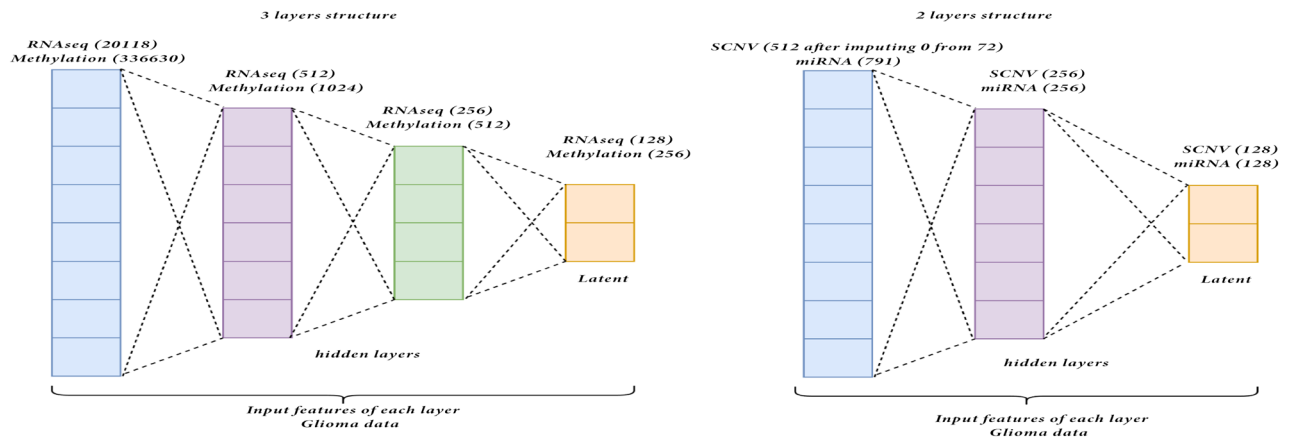 3 layers structure
RNAseq (20118)
Methylation (336630)
RNAseq (512)
Methylation (1024)
RNAseq (256)
Methylation (512)
RNAseq (128)
Methylation (256)
Latent
hidden layers
Input features of each layer
Glioma data
2 layers structure
SCNV (512 after imputing 0 from 72)
miRNA (791)
SCNV (256)
miRNA (256)
SCNV (128)
miRNA (128)
Latent
hidden layers
Input features of each layer
Glioma data